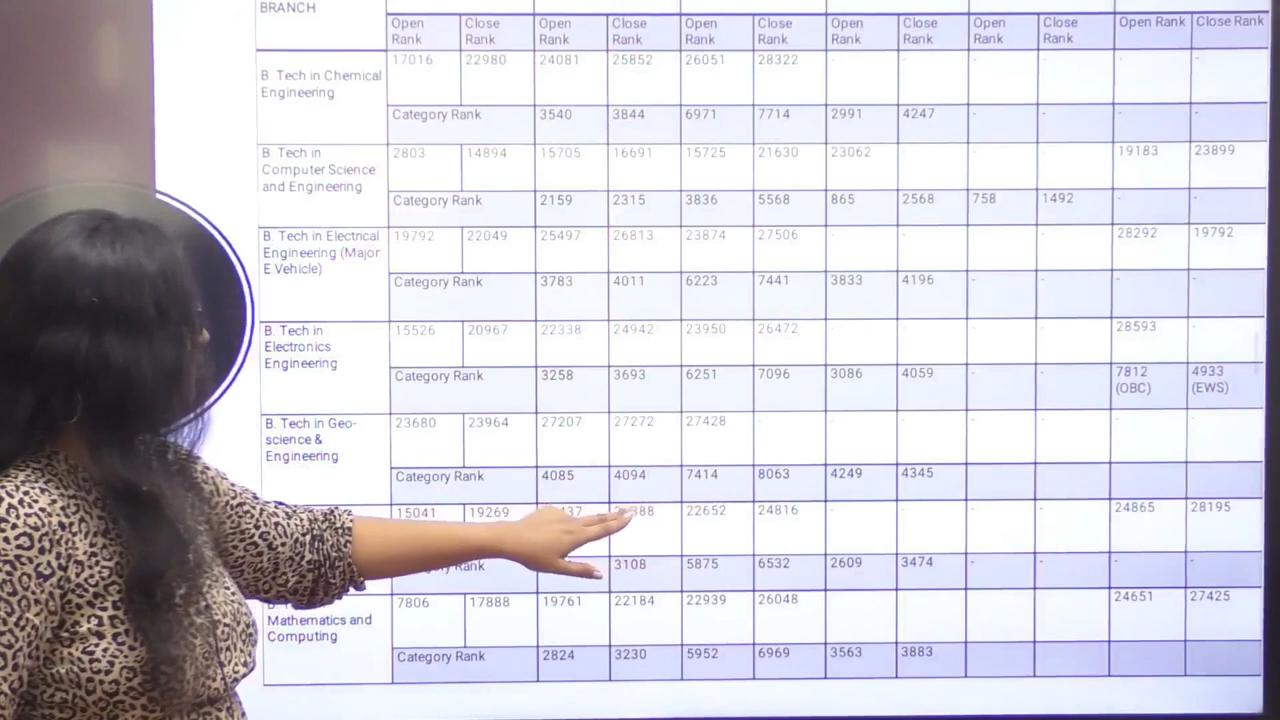 BRANCH
Open Rank Close Rank Open Rank Close Rank Open Rank Close Rank Open Rank Close Rank Open Rank Close Rank Open Rank Close Rank
B. Tech in Chemical Engineering 17016 22980 24081 25852 26051 28322 - - - - - -
Category Rank 3540 3844 6971 7714 2991 4247 - - - -
B. Tech in Computer Science and Engineering 2803 14894 15705 16691 15725 21630 23062 19183 23899
Category Rank 2159 2315 3836 5568 865 2568 758 1492 - -
B. Tech in Electrical Engineering (Major E Vehicle) 19792 22049 25497 26813 23874 27506 - - - - 28292 19792
Category Rank 3783 4011 6223 7441 3833 4196 - - - -
B. Tech in Electronics Engineering 15526 20967 22338 24942 23950 26472 - - - - 28593 -
Category Rank 3258 3693 6251 7096 3086 4059 - - 7812 (OBC) 4933 (EWS)
B. Tech in Geo-science & Engineering 23680 23964 27207 27272 27428 - - - - - - -
Category Rank 4085 4094 7414 8063 4249 4345
15041 19269 22652 24816 - - - - 24865 28195
Rank 3108 5875 6532 2609 3474 - - - -
Mathematics and Computing 7806 17888 19761 22184 22939 26048 24651 27425
Category Rank 2824 3230 5952 6969 3563 3883